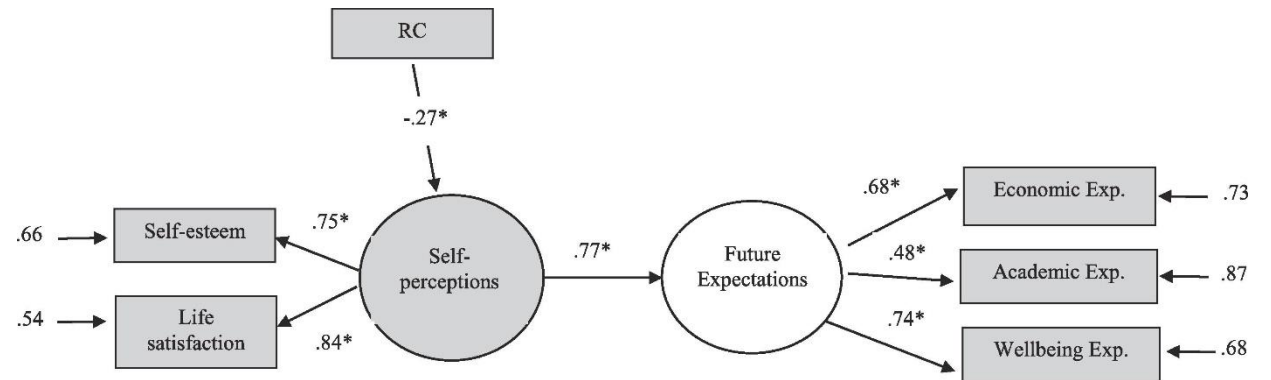 RC
-.27*
.68*
Economic Exp.
.73
.66
Self-esteem
.75*
Self-
perceptions
.77*
Future
Expectations
.48*
Academic Exp.
.87
.54
Life
satisfaction
.84*
.74*
Wellbeing Exp.
.68